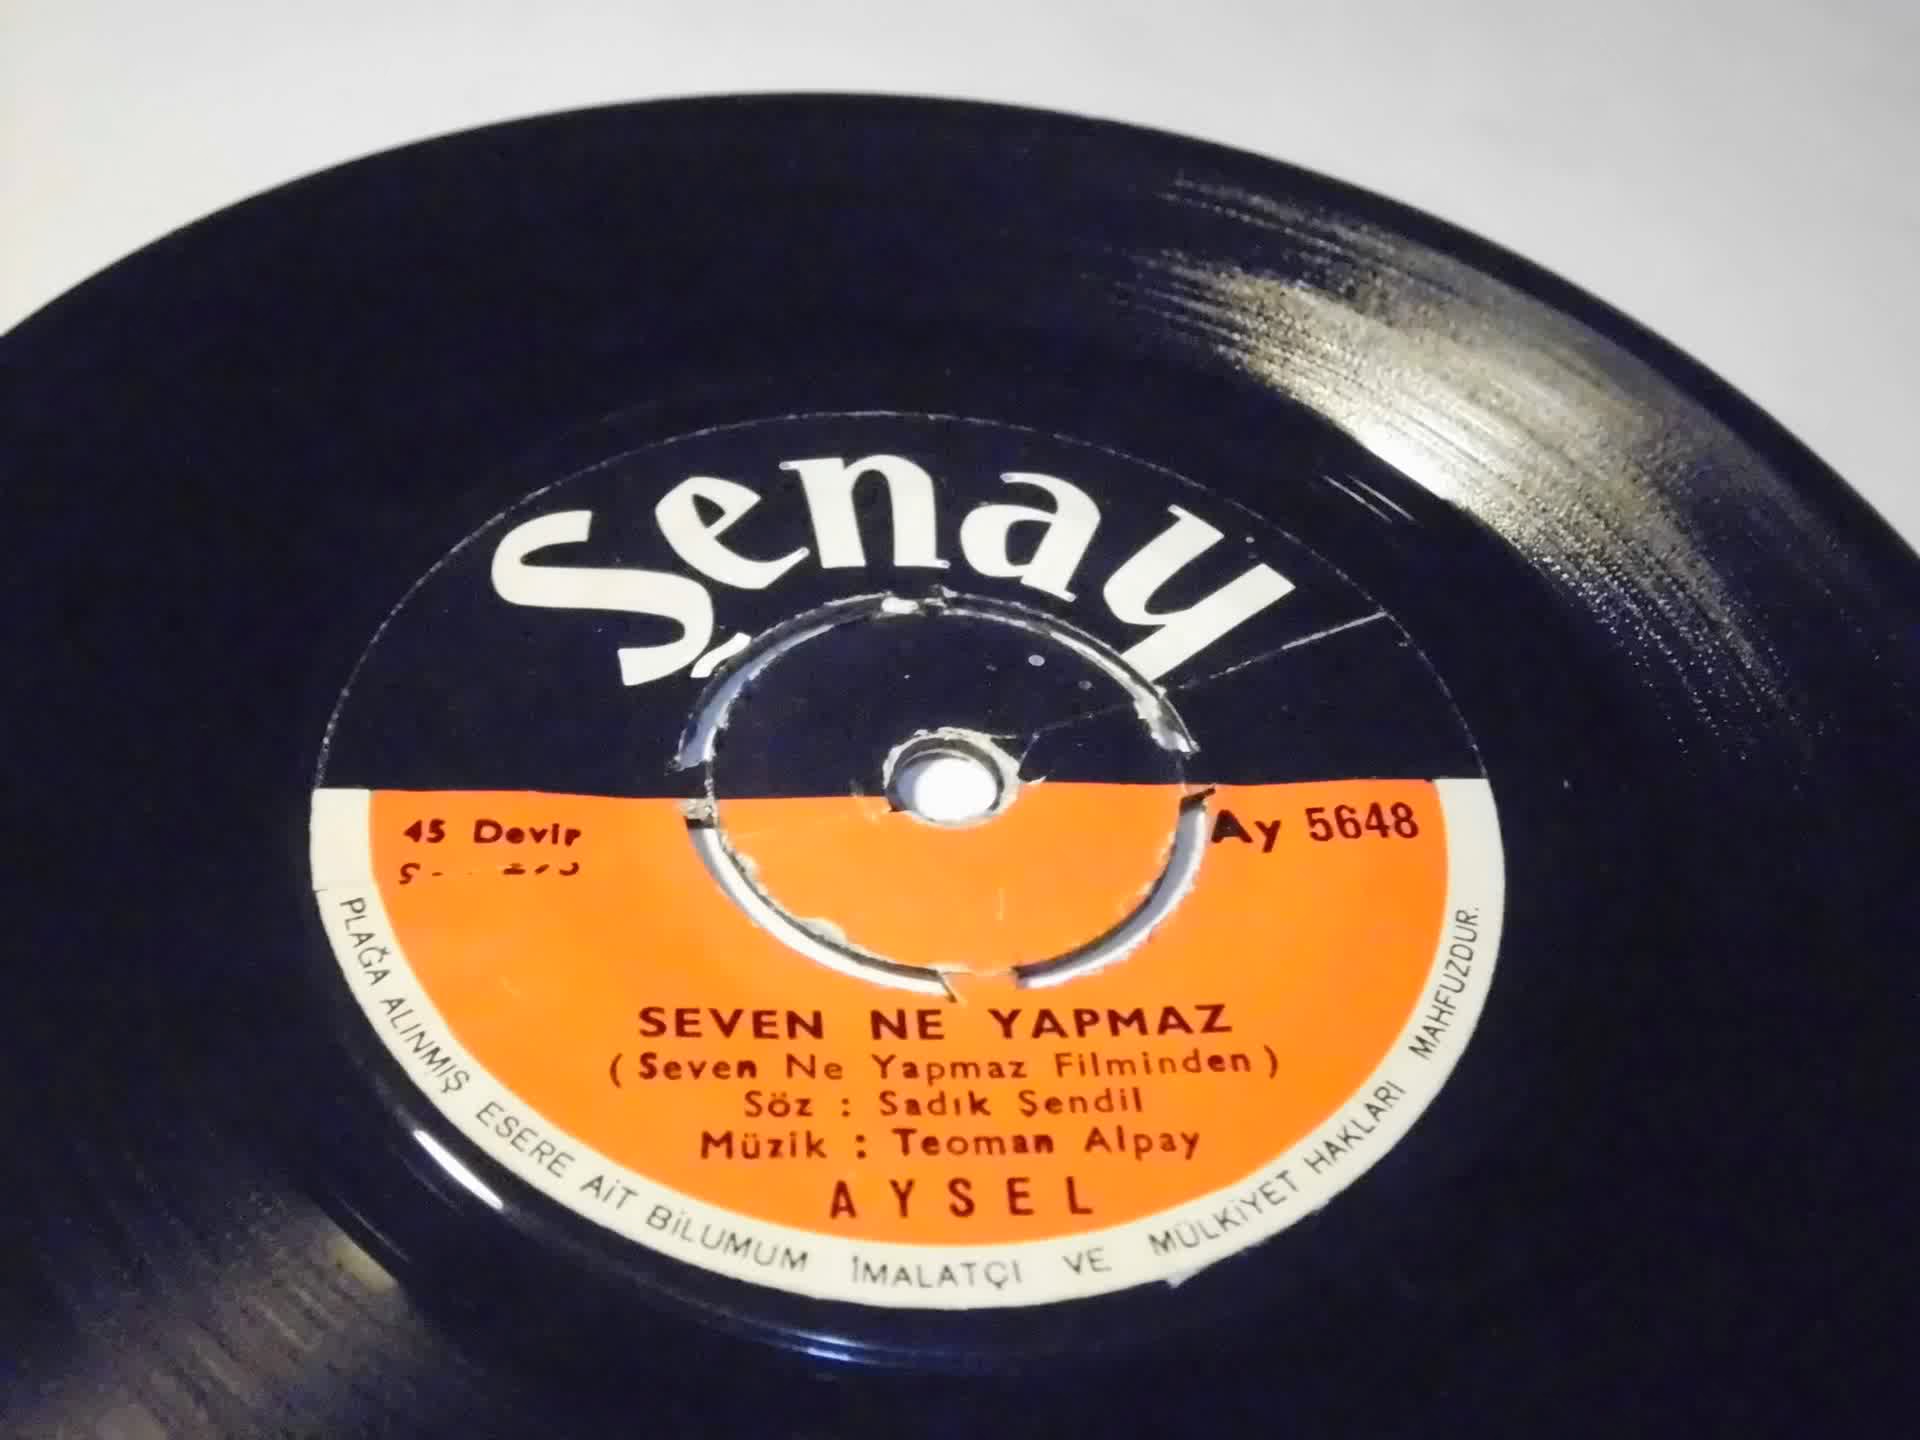 Şenay
45 Devir
Ay 5648
SEVEN NE YAPMAZ
( Seven Ne Yapmaz Filminden )
Söz : Sadık Şendil
Müzik : Teoman Alpay
AYSEL
PLAĞA ALINMIŞ ESERE AİT BİLUMUM İMALATÇI VE MÜLKİYET HAKLARI MAHFUZDUR.